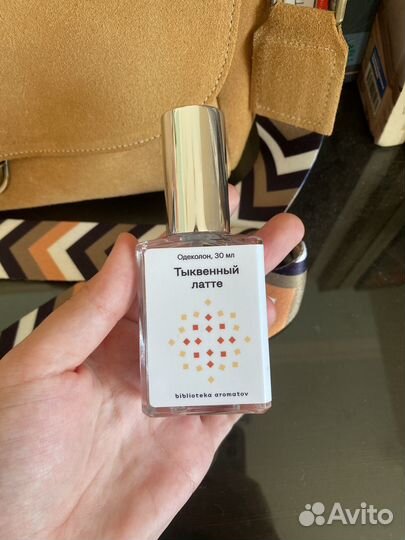 Одеколон, 30 мл
Тыквенный
латте
biblioteka aromatov
Avito